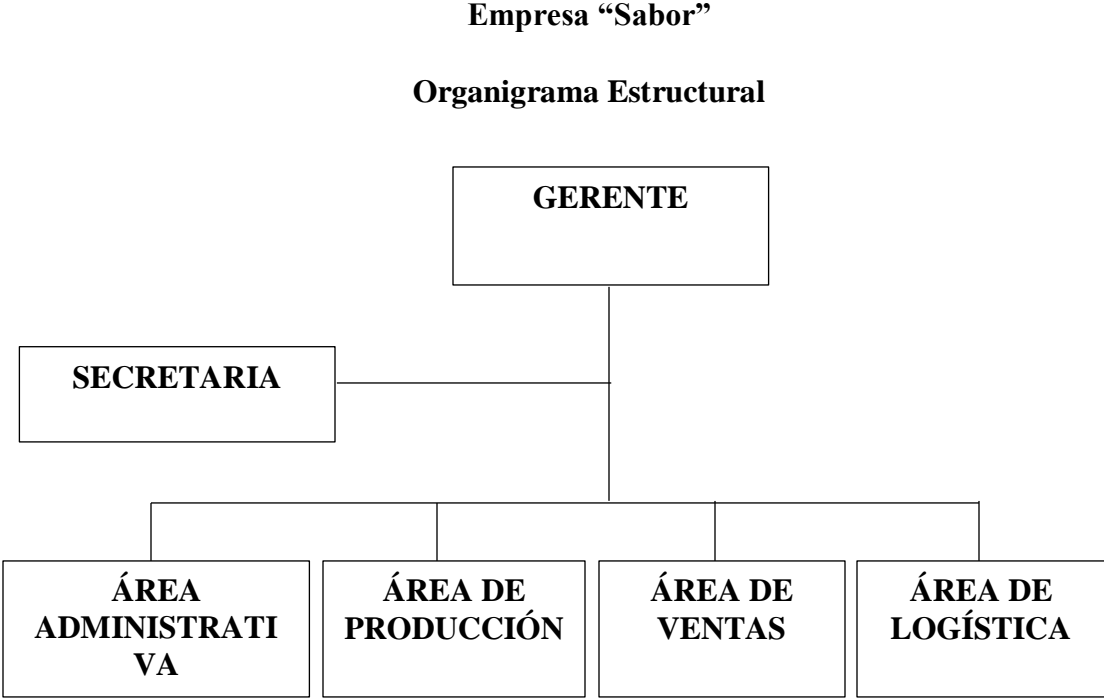 Empresa “Sabor”
Organigrama Estructural
GERENTE
SECRETARIA
ÁREA
ADMINISTRATI
VA
ÁREA DE
PRODUCCIÓN
ÁREA DE
VENTAS
ÁREA DE
LOGÍSTICA